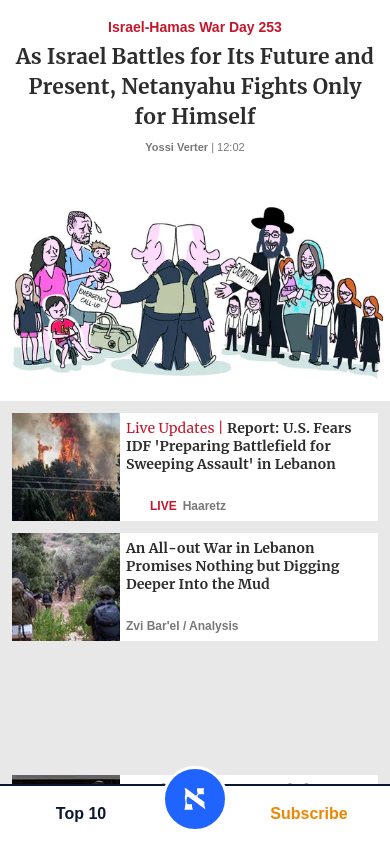 Israel-Hamas War Day 253
As Israel Battles for Its Future and
Present, Netanyahu Fights Only
for Himself
Yossi Verter | 12:02
EMERGENCY
CALL-UP
EXEMPTION
Live Updates | Report: U.S. Fears
IDF 'Preparing Battlefield for
Sweeping Assault' in Lebanon
LIVE Haaretz
An All-out War in Lebanon
Promises Nothing but Digging
Deeper Into the Mud
Zvi Bar'el / Analysis
Top 10
Subscribe